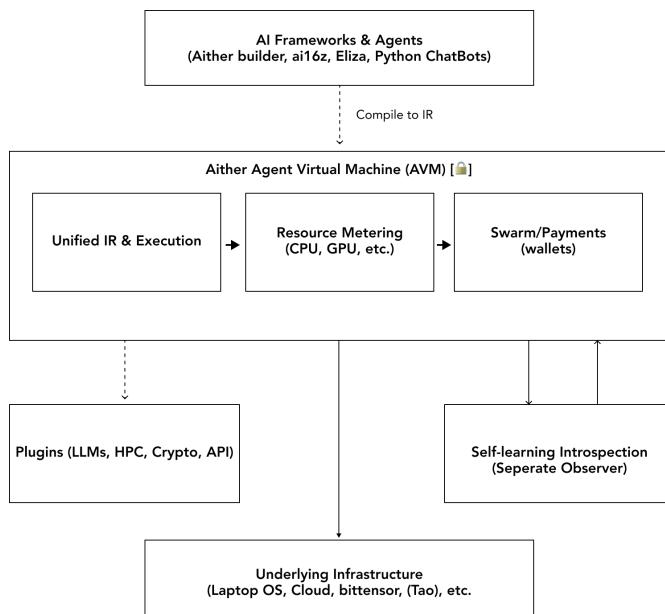 AI Frameworks & Agents
(Aither builder, ai16z, Eliza, Python ChatBots)
Compile to IR
Aither Agent Virtual Machine (AVM) [🔒]
Unified IR & Execution
Resource Metering
(CPU, GPU, etc.)
Swarm/Payments
(wallets)
Plugins (LLMs, HPC, Crypto, API)
Self-learning Introspection
(Seperate Observer)
Underlying Infrastructure
(Laptop OS, Cloud, bittensor, (Tao), etc.